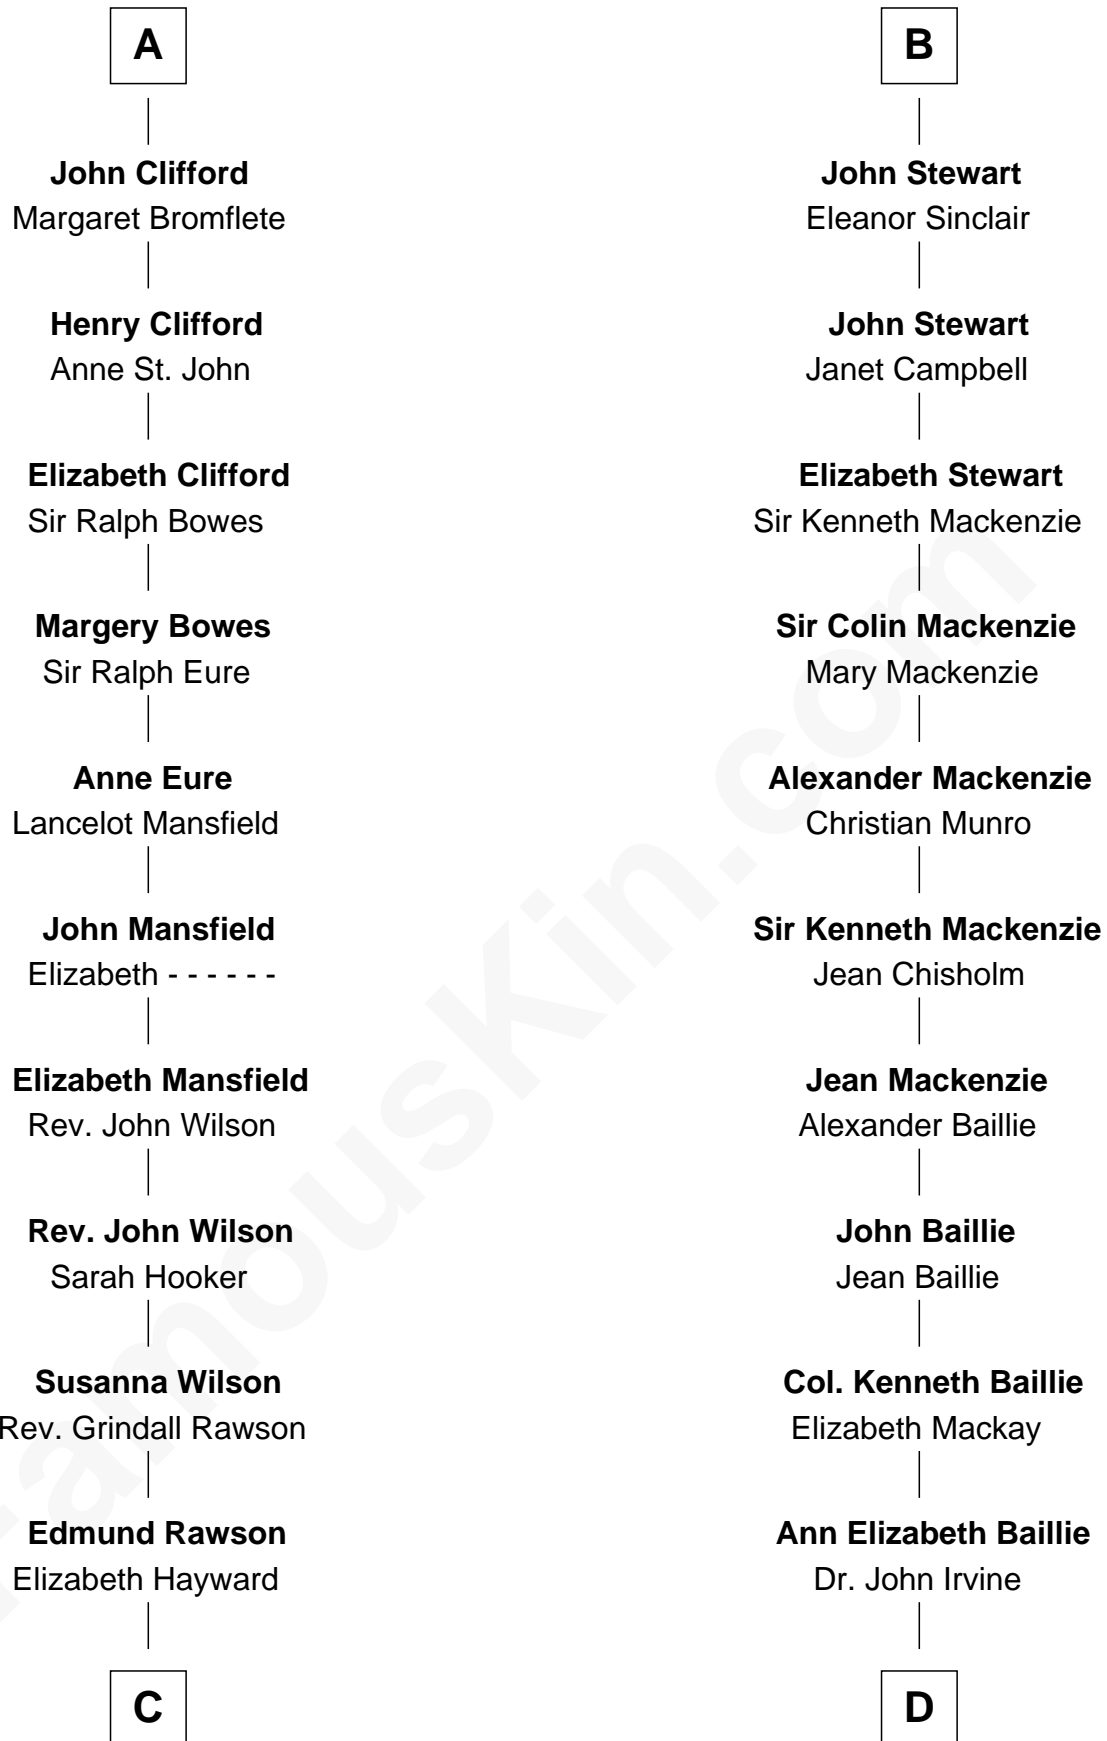 A
John Clifford
Margaret Bromflete
Henry Clifford
Anne St. John
Elizabeth Clifford
Sir Ralph Bowes
Margery Bowes
Sir Ralph Eure
Anne Eure
Lancelot Mansfield
John Mansfield
Elizabeth - - - - - -
Elizabeth Mansfield
Rev. John Wilson
Rev. John Wilson
Sarah Hooker
Susanna Wilson
Rev. Grindall Rawson
Edmund Rawson
Elizabeth Hayward
C
B
John Stewart
Eleanor Sinclair
John Stewart
Janet Campbell
Elizabeth Stewart
Sir Kenneth Mackenzie
Sir Colin Mackenzie
Mary Mackenzie
Alexander Mackenzie
Christian Munro
Sir Kenneth Mackenzie
Jean Chisholm
Jean Mackenzie
Alexander Baillie
John Baillie
Jean Baillie
Col. Kenneth Baillie
Elizabeth Mackay
Ann Elizabeth Baillie
Dr. John Irvine
D
FamousKin.com